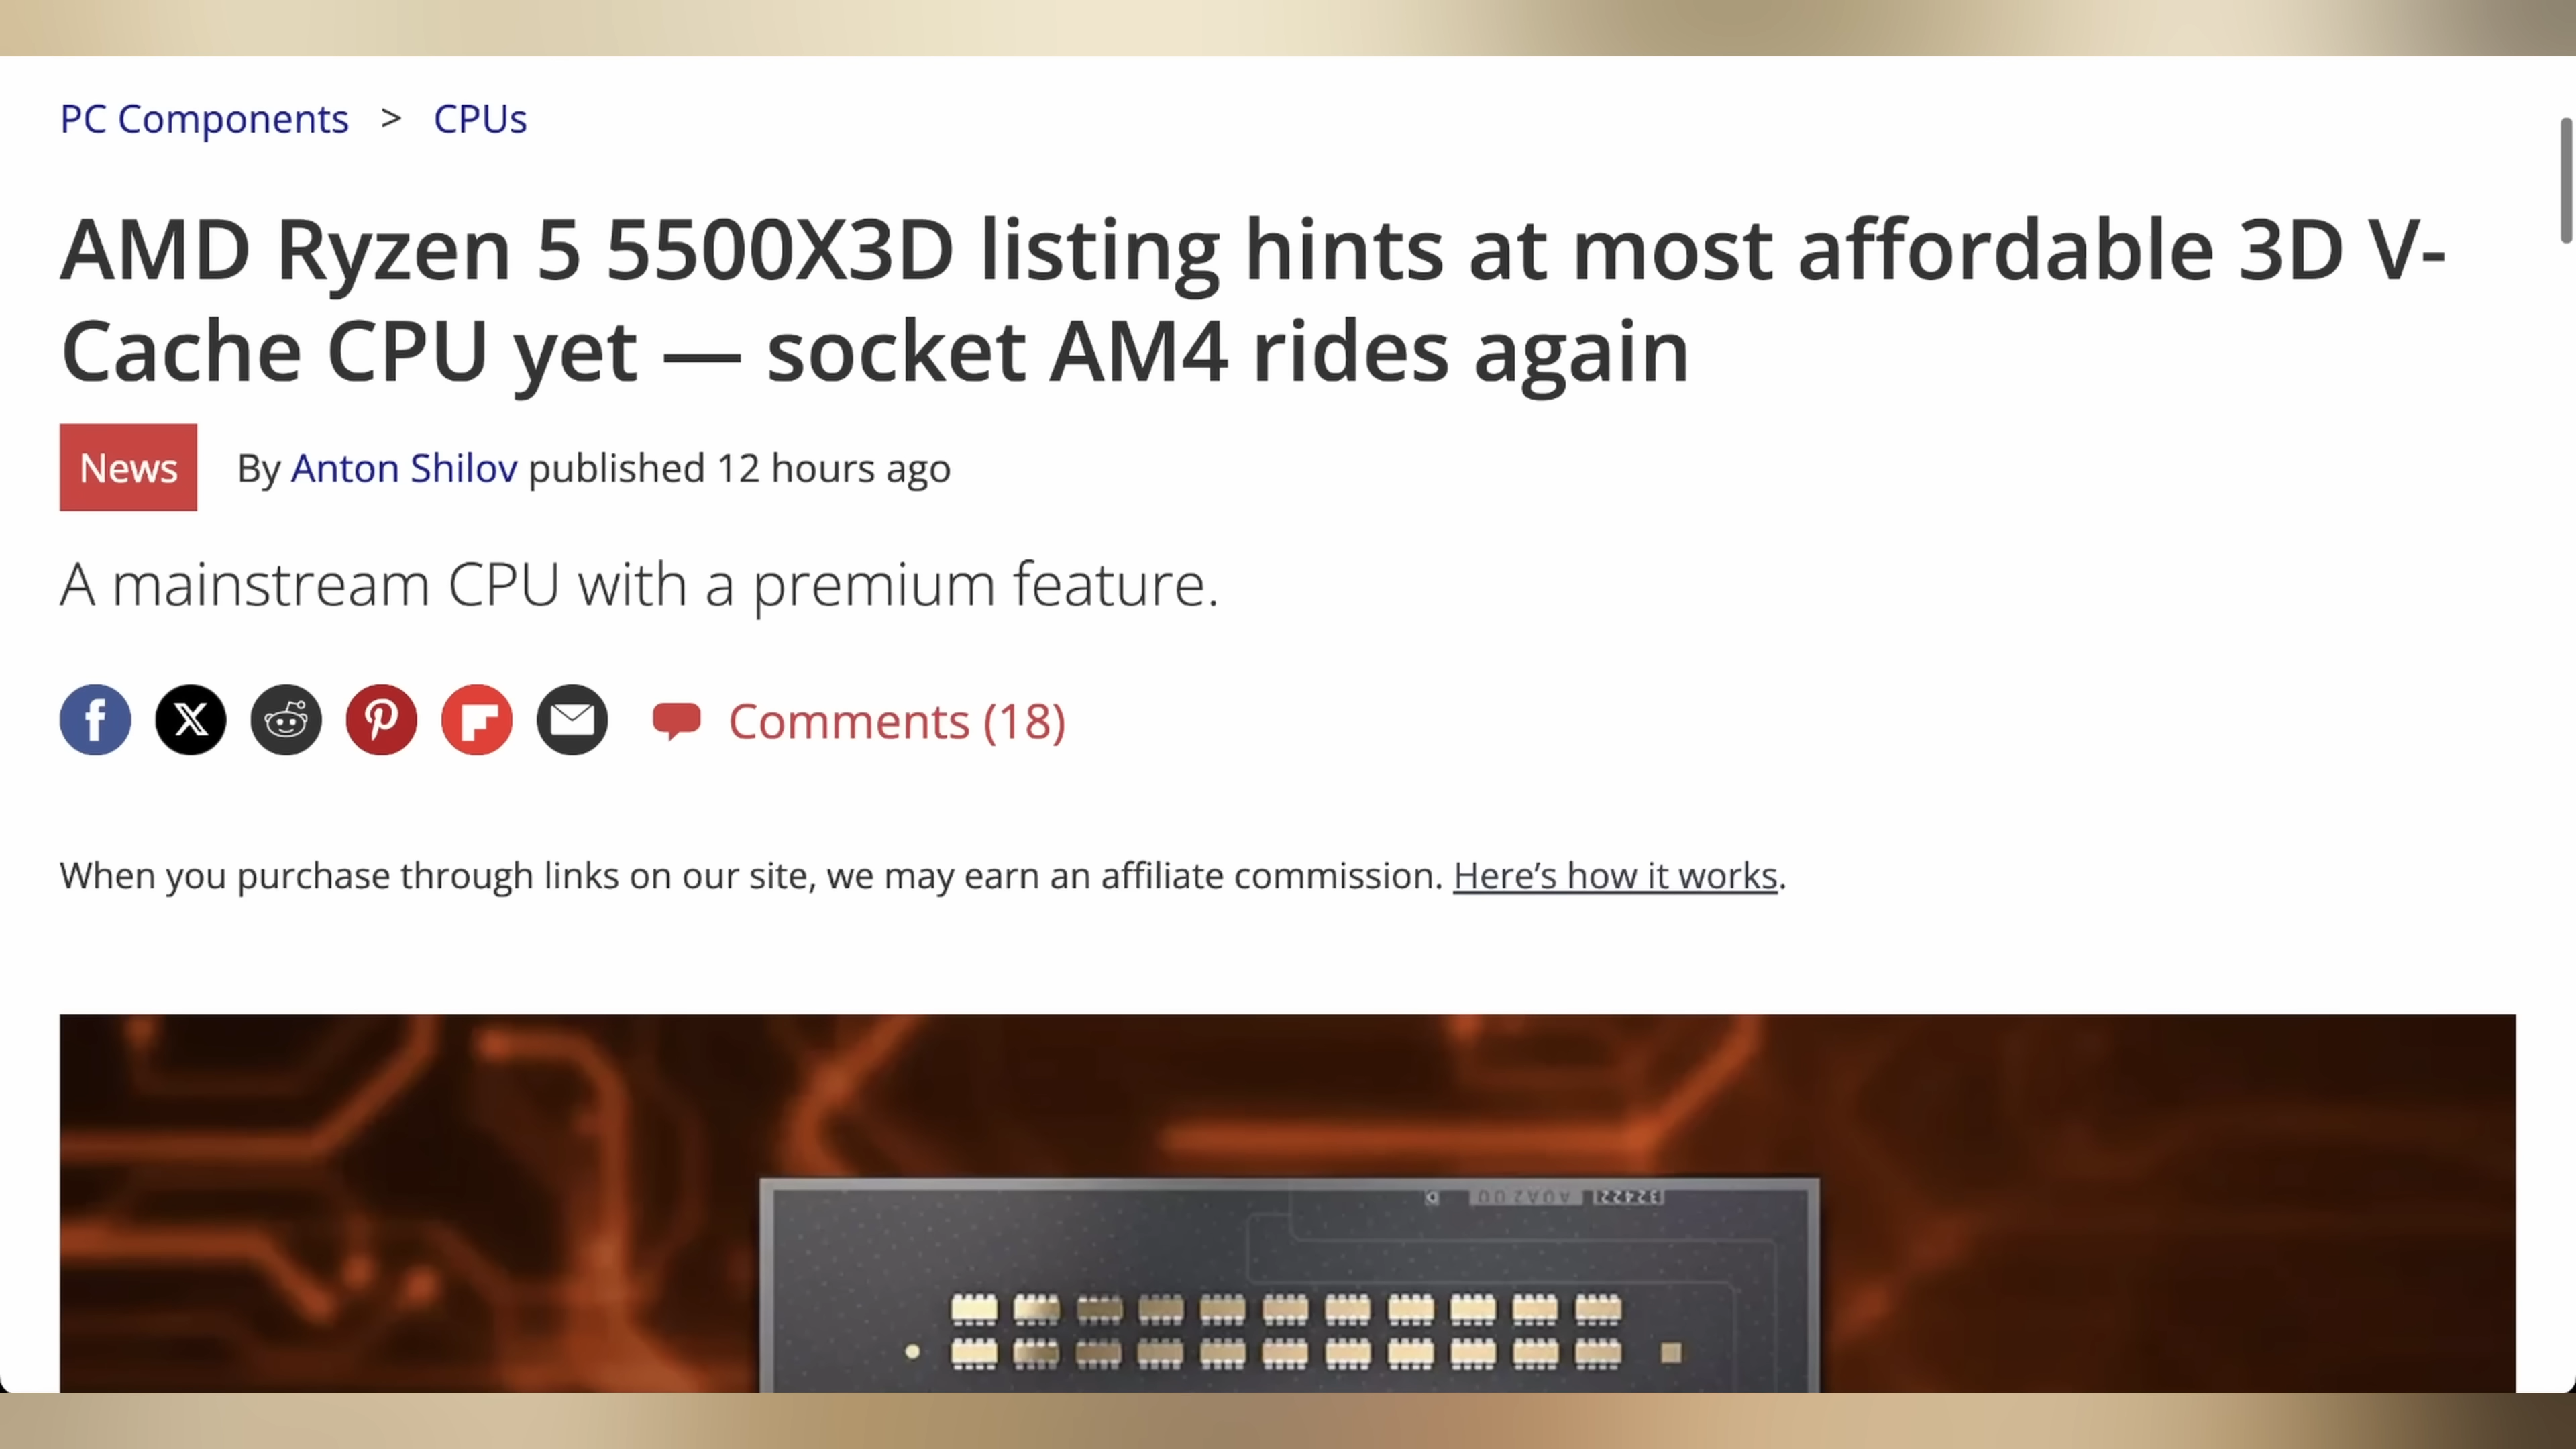 PC Components > CPUs
AMD Ryzen 5 5500X3D listing hints at most affordable 3D V-
Cache CPU yet — socket AM4 rides again
News By Anton Shilov published 12 hours ago
A mainstream CPU with a premium feature.
Comments (18)
When you purchase through links on our site, we may earn an affiliate commission. Here’s how it works.